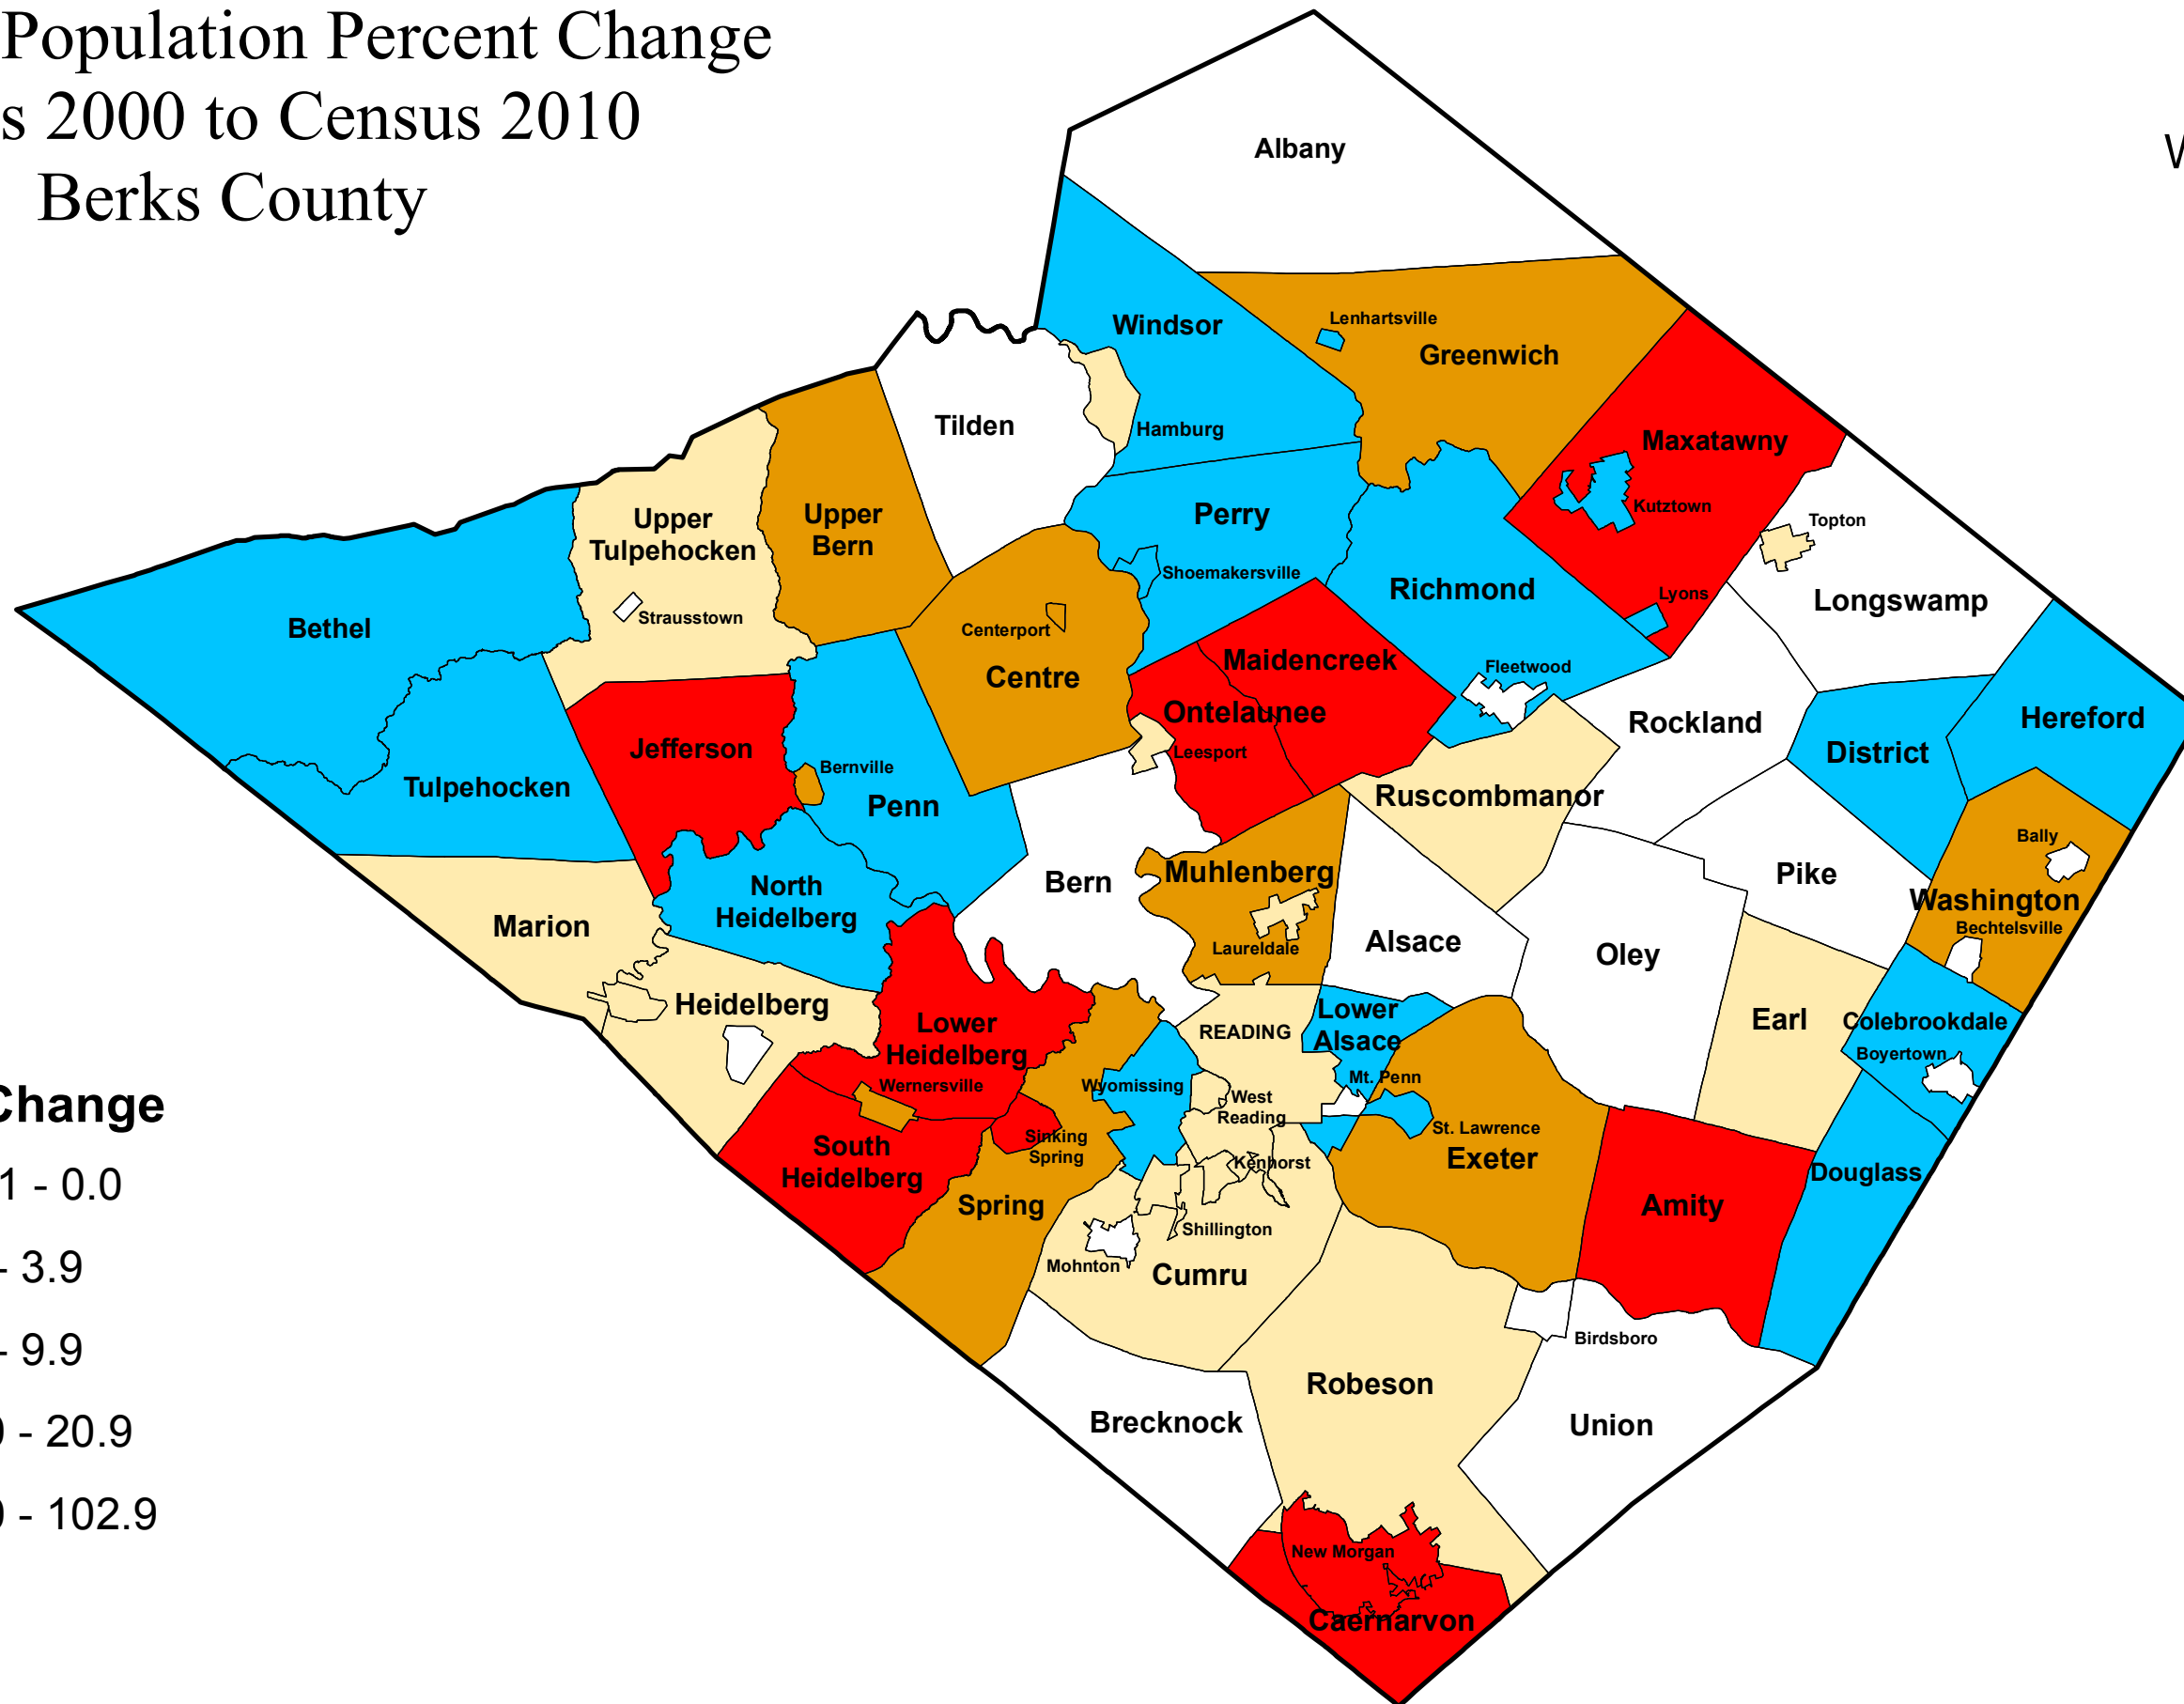 Population Percent Change
s 2000 to Census 2010
Berks County
W
Albany
Windsor
Lenhartsville
Greenwich
Tilden
Hamburg
Maxatawny
Kutztown
Upper
Tulpehocken
Upper
Bern
Perry
Topton
Shoemakersville
Richmond
Lyons
Longswamp
Bethel
Strausstown
Centerport
Centre
Maidencreek
Fleetwood
Ontelaunee
Leesport
Rockland
Hereford
District
Jefferson
Bernville
Penn
Tulpehocken
Ruscombmanor
Bally
Muhlenberg
Bern
Pike
Washington
Bechtelsville
North
Heidelberg
Marion
Laureldale
Alsace
Oley
Heidelberg
Lower
Heidelberg
READING
Lower
Alsace
Earl
Colebrookdale
Boyertown
Wernersville
Wyomissing
West
Reading
Mt. Penn
St. Lawrence
Exeter
Sinking
Spring
South
Heidelberg
Kenhorst
Douglass
Spring
Amity
Shillington
Mohnton
Cumru
Birdsboro
Robeson
Brecknock
Union
New Morgan
Caernarvon
Change
1 - 0.0
- 3.9
- 9.9
- 20.9
- 102.9